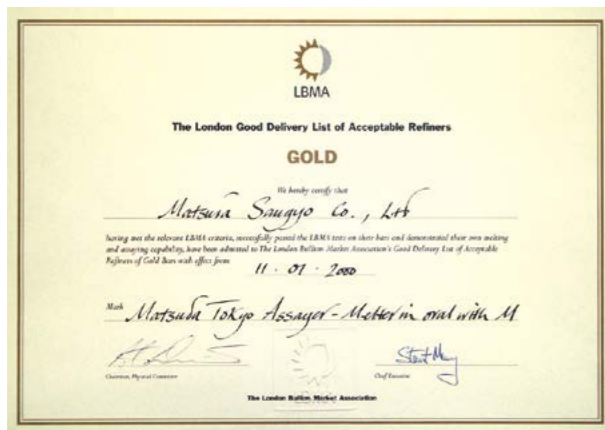 LBMA
The London Good Delivery List of Acceptable Refiners
GOLD
We hereby certify that
Matsuda Sangyo Co., Ltd
having met the relevant LBMA criteria, successfully passed the LBMA tests on their bars and demonstrated their own melting
and assaying capability, have been admitted to The London Bullion Market Association's Good Delivery List of Acceptable
Refiners of Gold Bars with effect from
11 · 01 · 2000
Mark Matsuda Tokyo Assayer - Melter in oval with M
Chairman, Physical Committee
Chief Executive
The London Bullion Market Association